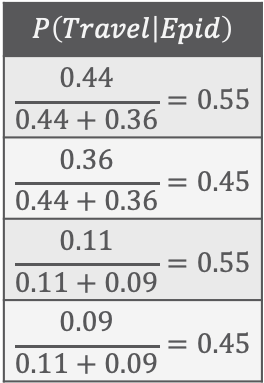 P(Travel|Epid)
0.44
0.44 + 0.36 = 0.55
0.36
0.44 + 0.36 = 0.45
0.11
0.11 + 0.09 = 0.55
0.09
0.11 + 0.09 = 0.45